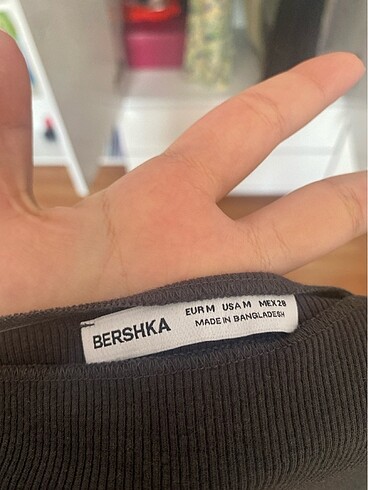 BERSHKA
EUR M USA M MEX 28
MADE IN BANGLADESH